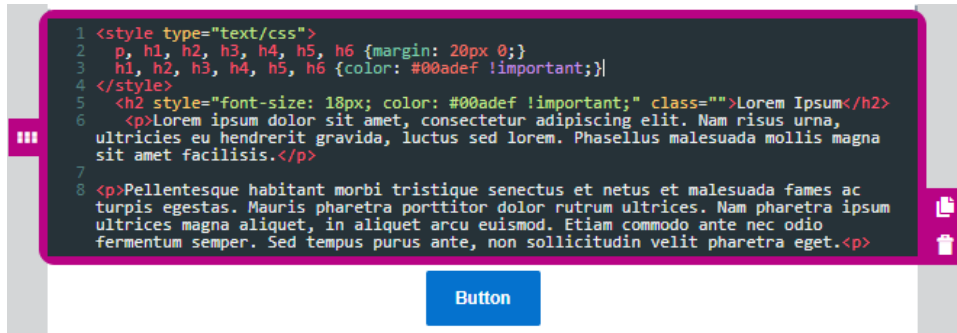 1 <style type="text/css">
2 p, h1, h2, h3, h4, h5, h6 {margin: 20px 0;}
3 h1, h2, h3, h4, h5, h6 {color: #00adef !important;}
4 </style>
5 <h2 style="font-size: 18px; color: #00adef !important;" class="">Lorem Ipsum</h2>
6 <p>Lorem ipsum dolor sit amet, consectetur adipiscing elit. Nam risus urna,
ultricies eu hendrerit gravida, luctus sed lorem. Phasellus malesuada mollis magna
sit amet facilisis.</p>
7
8 <p>Pellentesque habitant morbi tristique senectus et netus et malesuada fames ac
turpis egestas. Mauris pharetra porttitor dolor rutrum ultrices. Nam pharetra ipsum
ultrices magna aliquet, in aliquet arcu euismod. Etiam commodo ante nec odio
fermentum semper. Sed tempus purus ante, non sollicitudin velit pharetra eget.<p>
Button